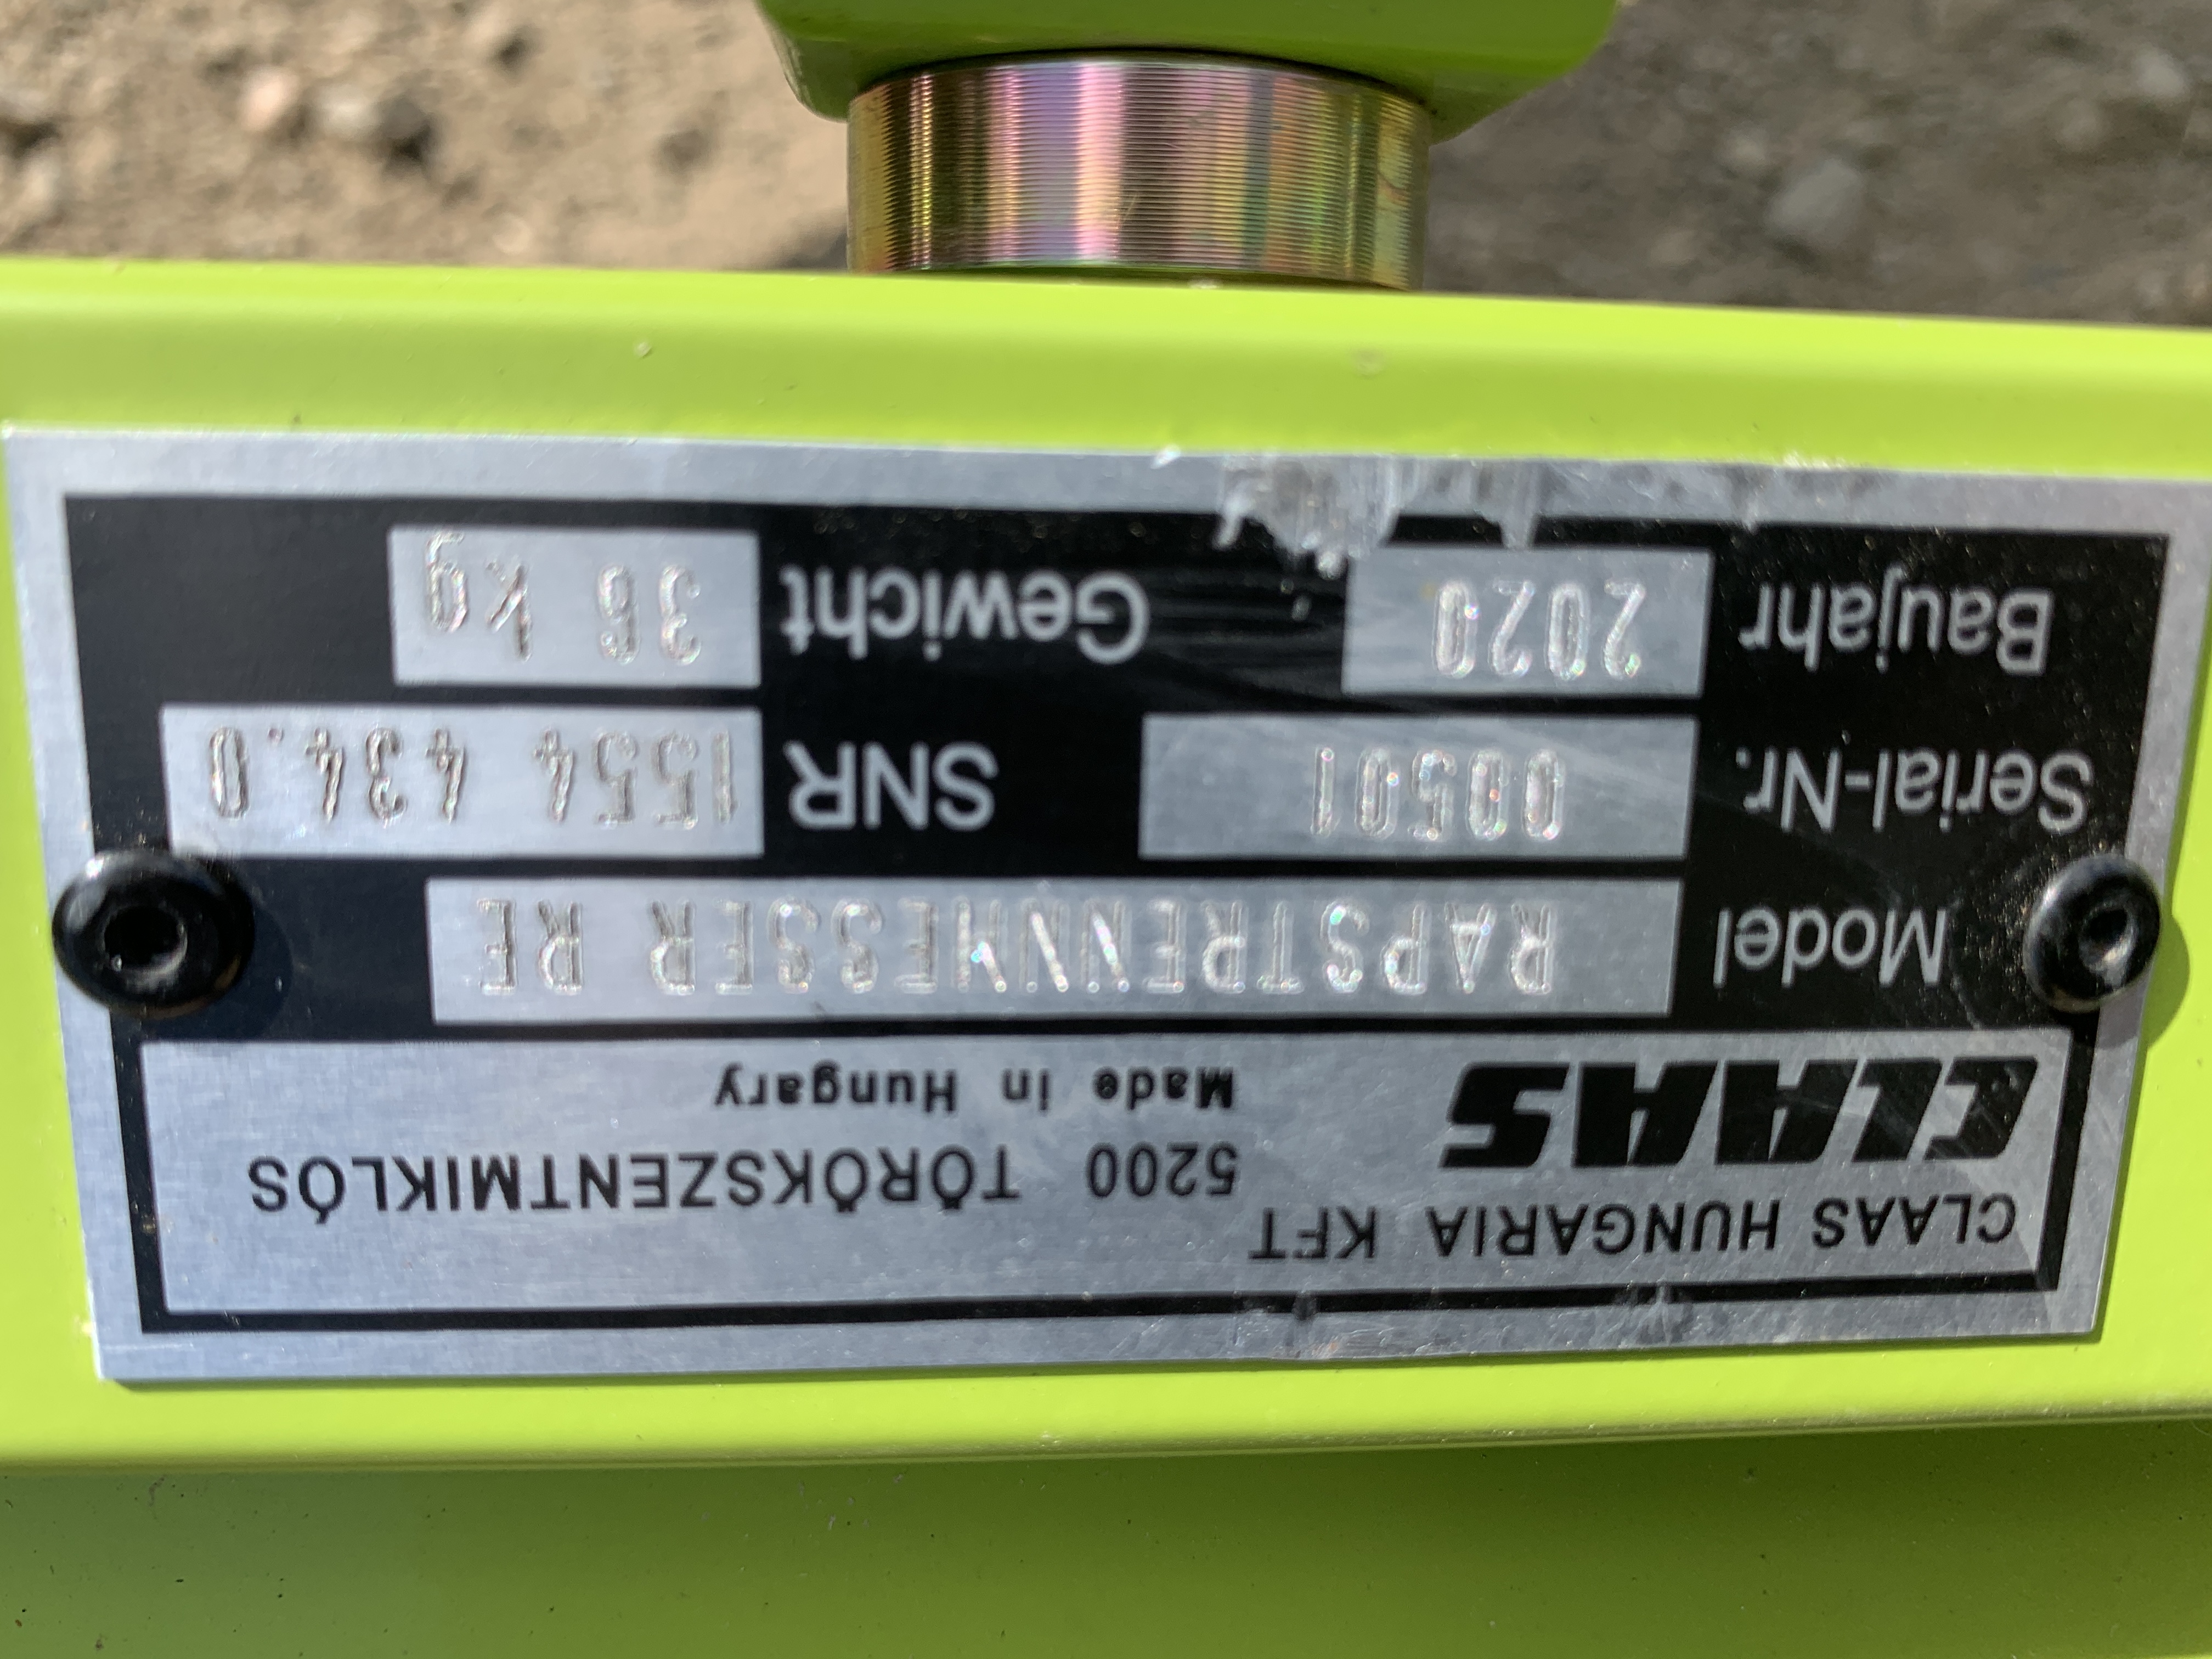 CLAAS HUNGARIA KFT
5200 TÖRÖKSZENTMIKLÓS
CLAAS
Made in Hungary
Model RAPSTRENNMESSER RE
Serial-Nr. 00501 SNR 1554 434.0
Baujahr 2020 Gewicht 36 kg